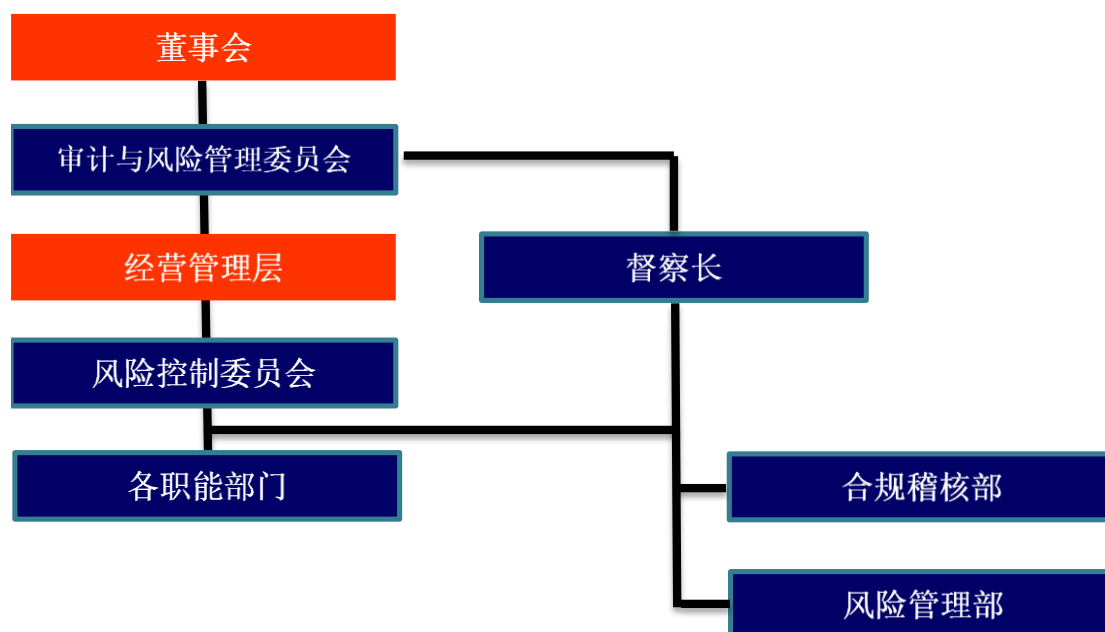 董事会
审计与风险管理委员会
经营管理层
督察长
风险控制委员会
各职能部门
合规稽核部
风险管理部